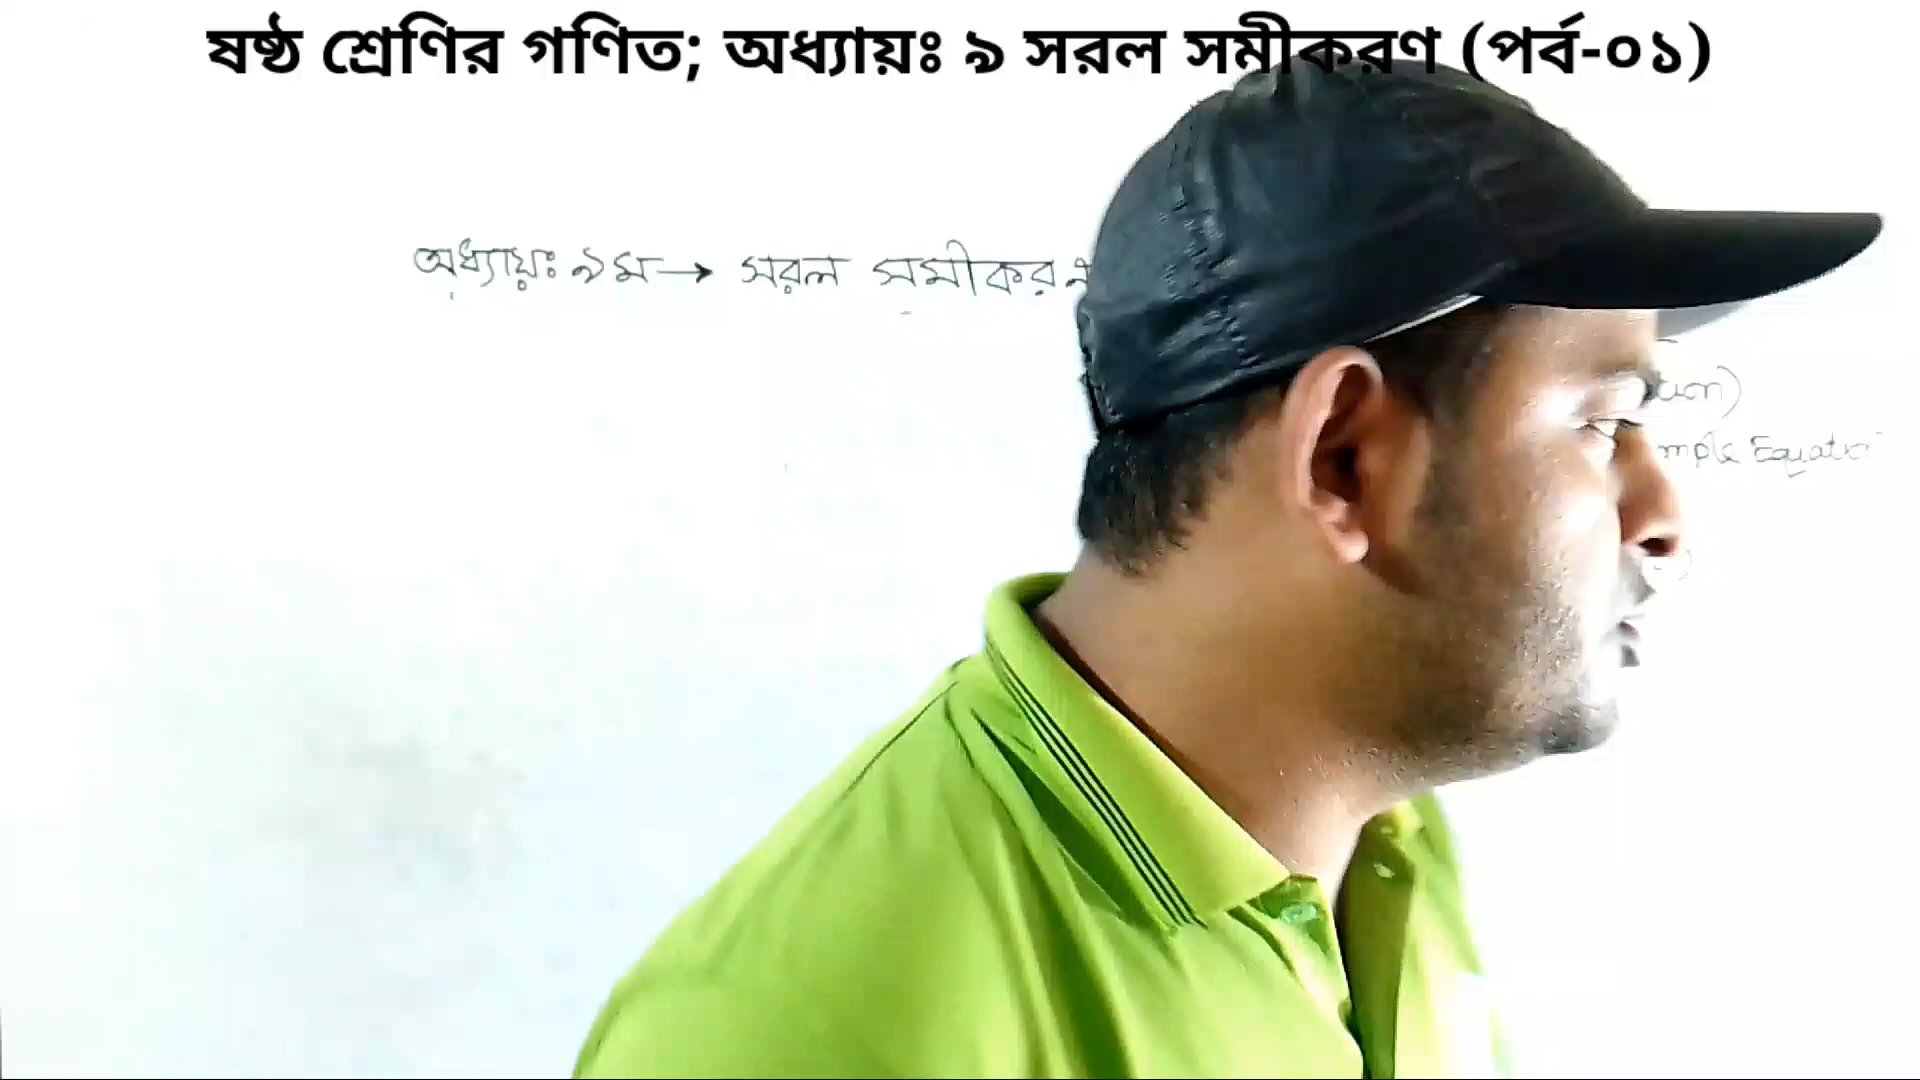 ষষ্ঠ শ্রেণির গণিত; অধ্যায়ঃ ৯ সরল সমীকরণ (পর্ব-০১)
অধ্যায়ঃ ৯ম → সরল সমীকরণ